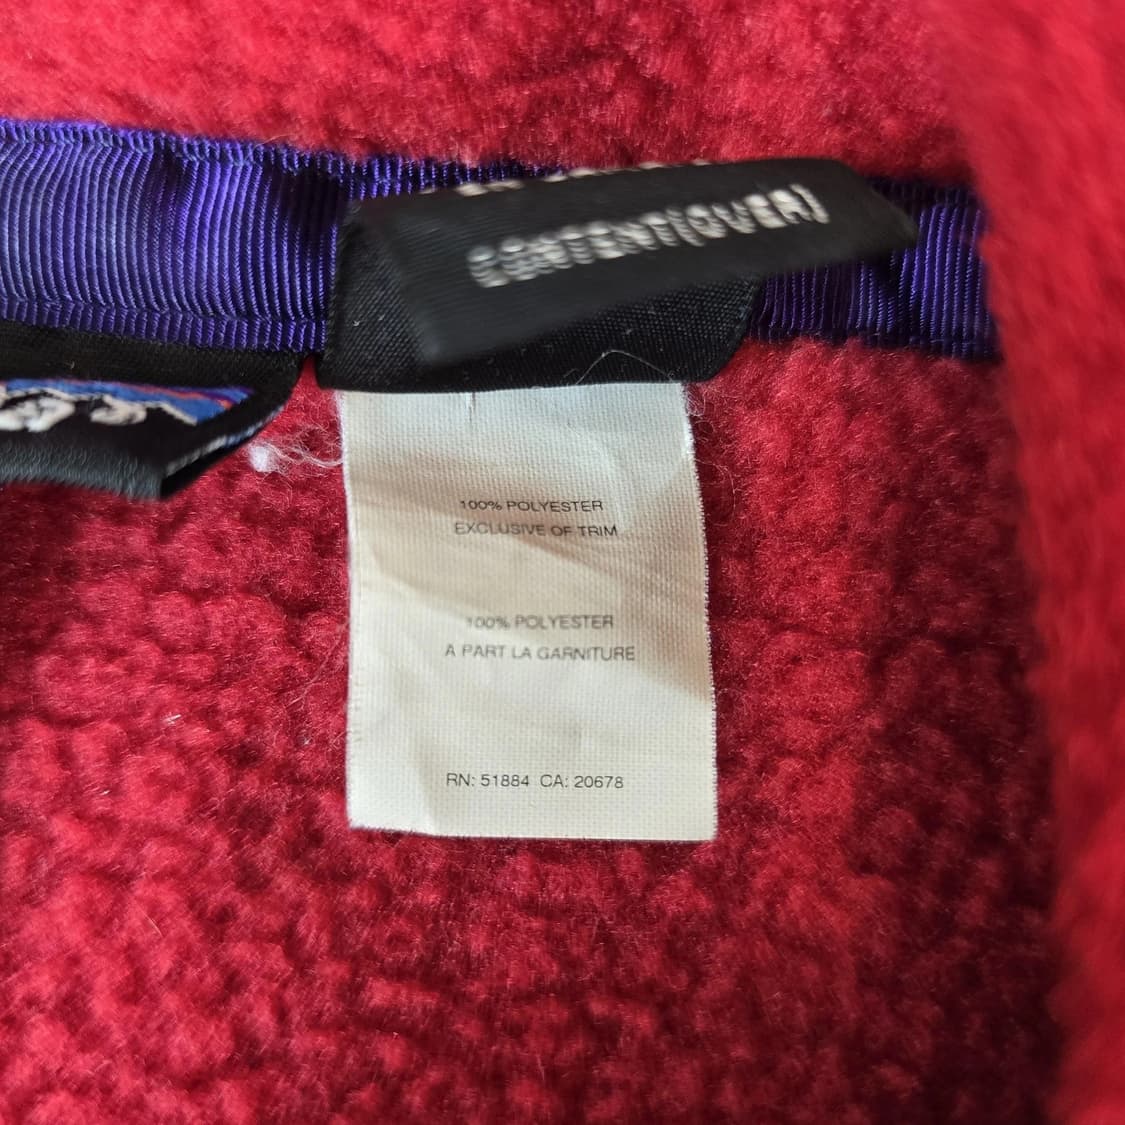 CONTENT(OVER)
100% POLYESTER
EXCLUSIVE OF TRIM
100% POLYESTER
A PART LA GARNITURE
RN: 51884 CA: 20678